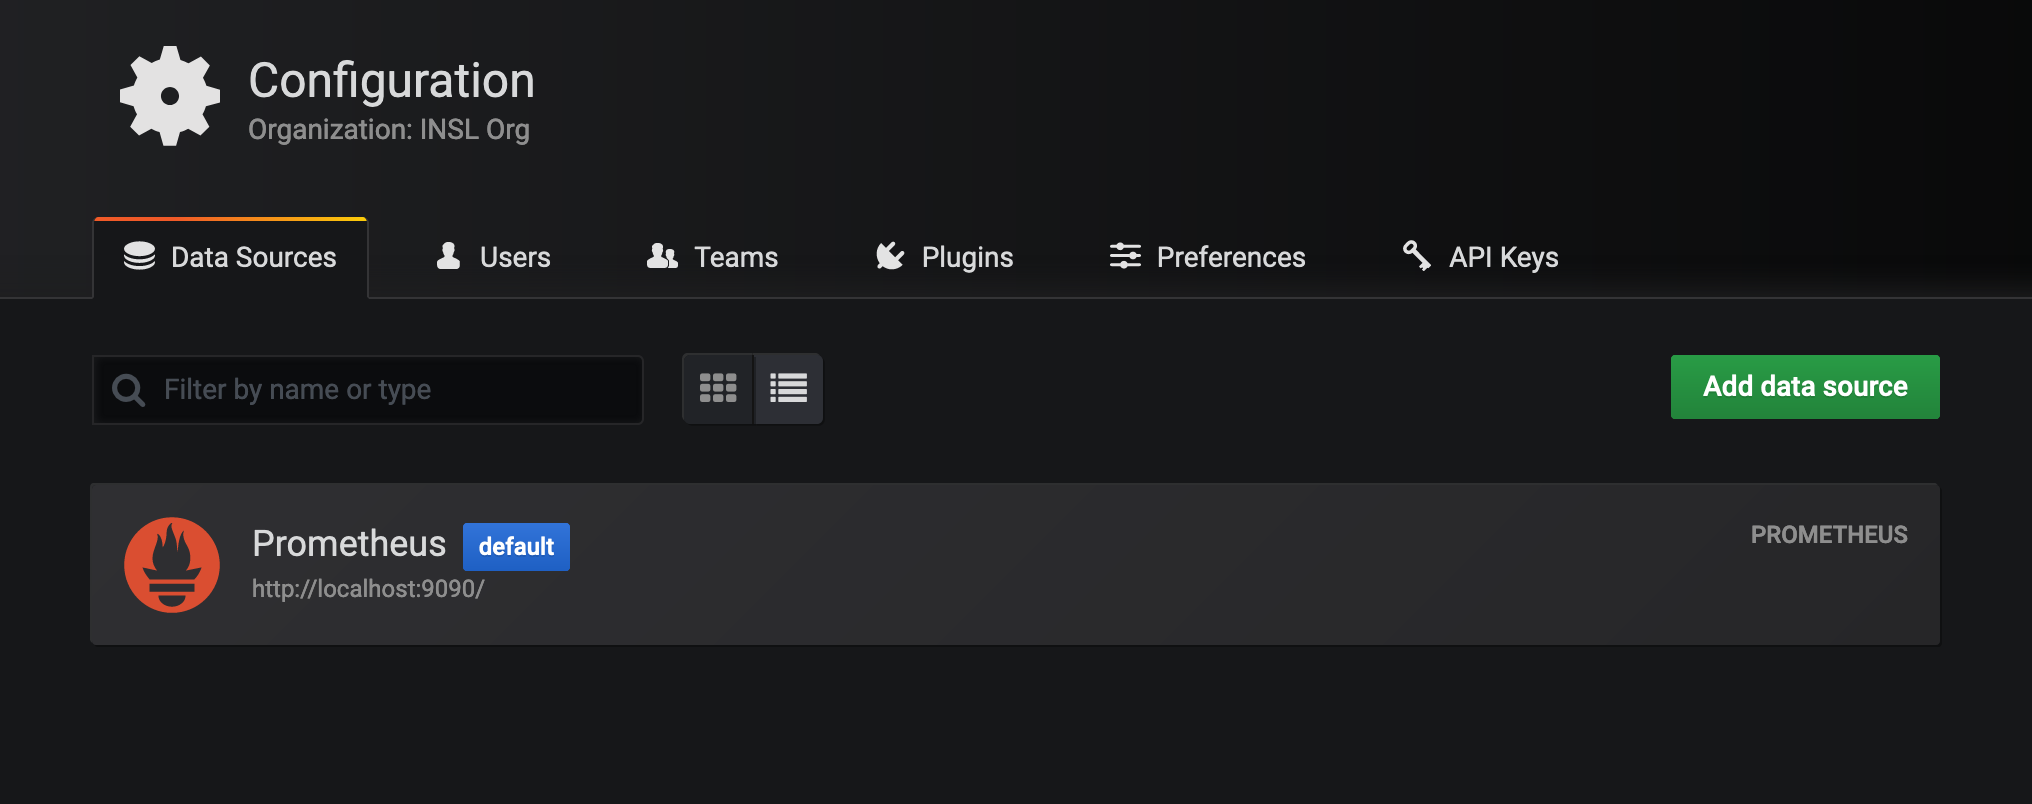 Configuration
Organization: INSL Org
Data Sources
Users
Teams
Plugins
Preferences
API Keys
Filter by name or type
Add data source
Prometheus default
PROMETHEUS
http://localhost:9090/